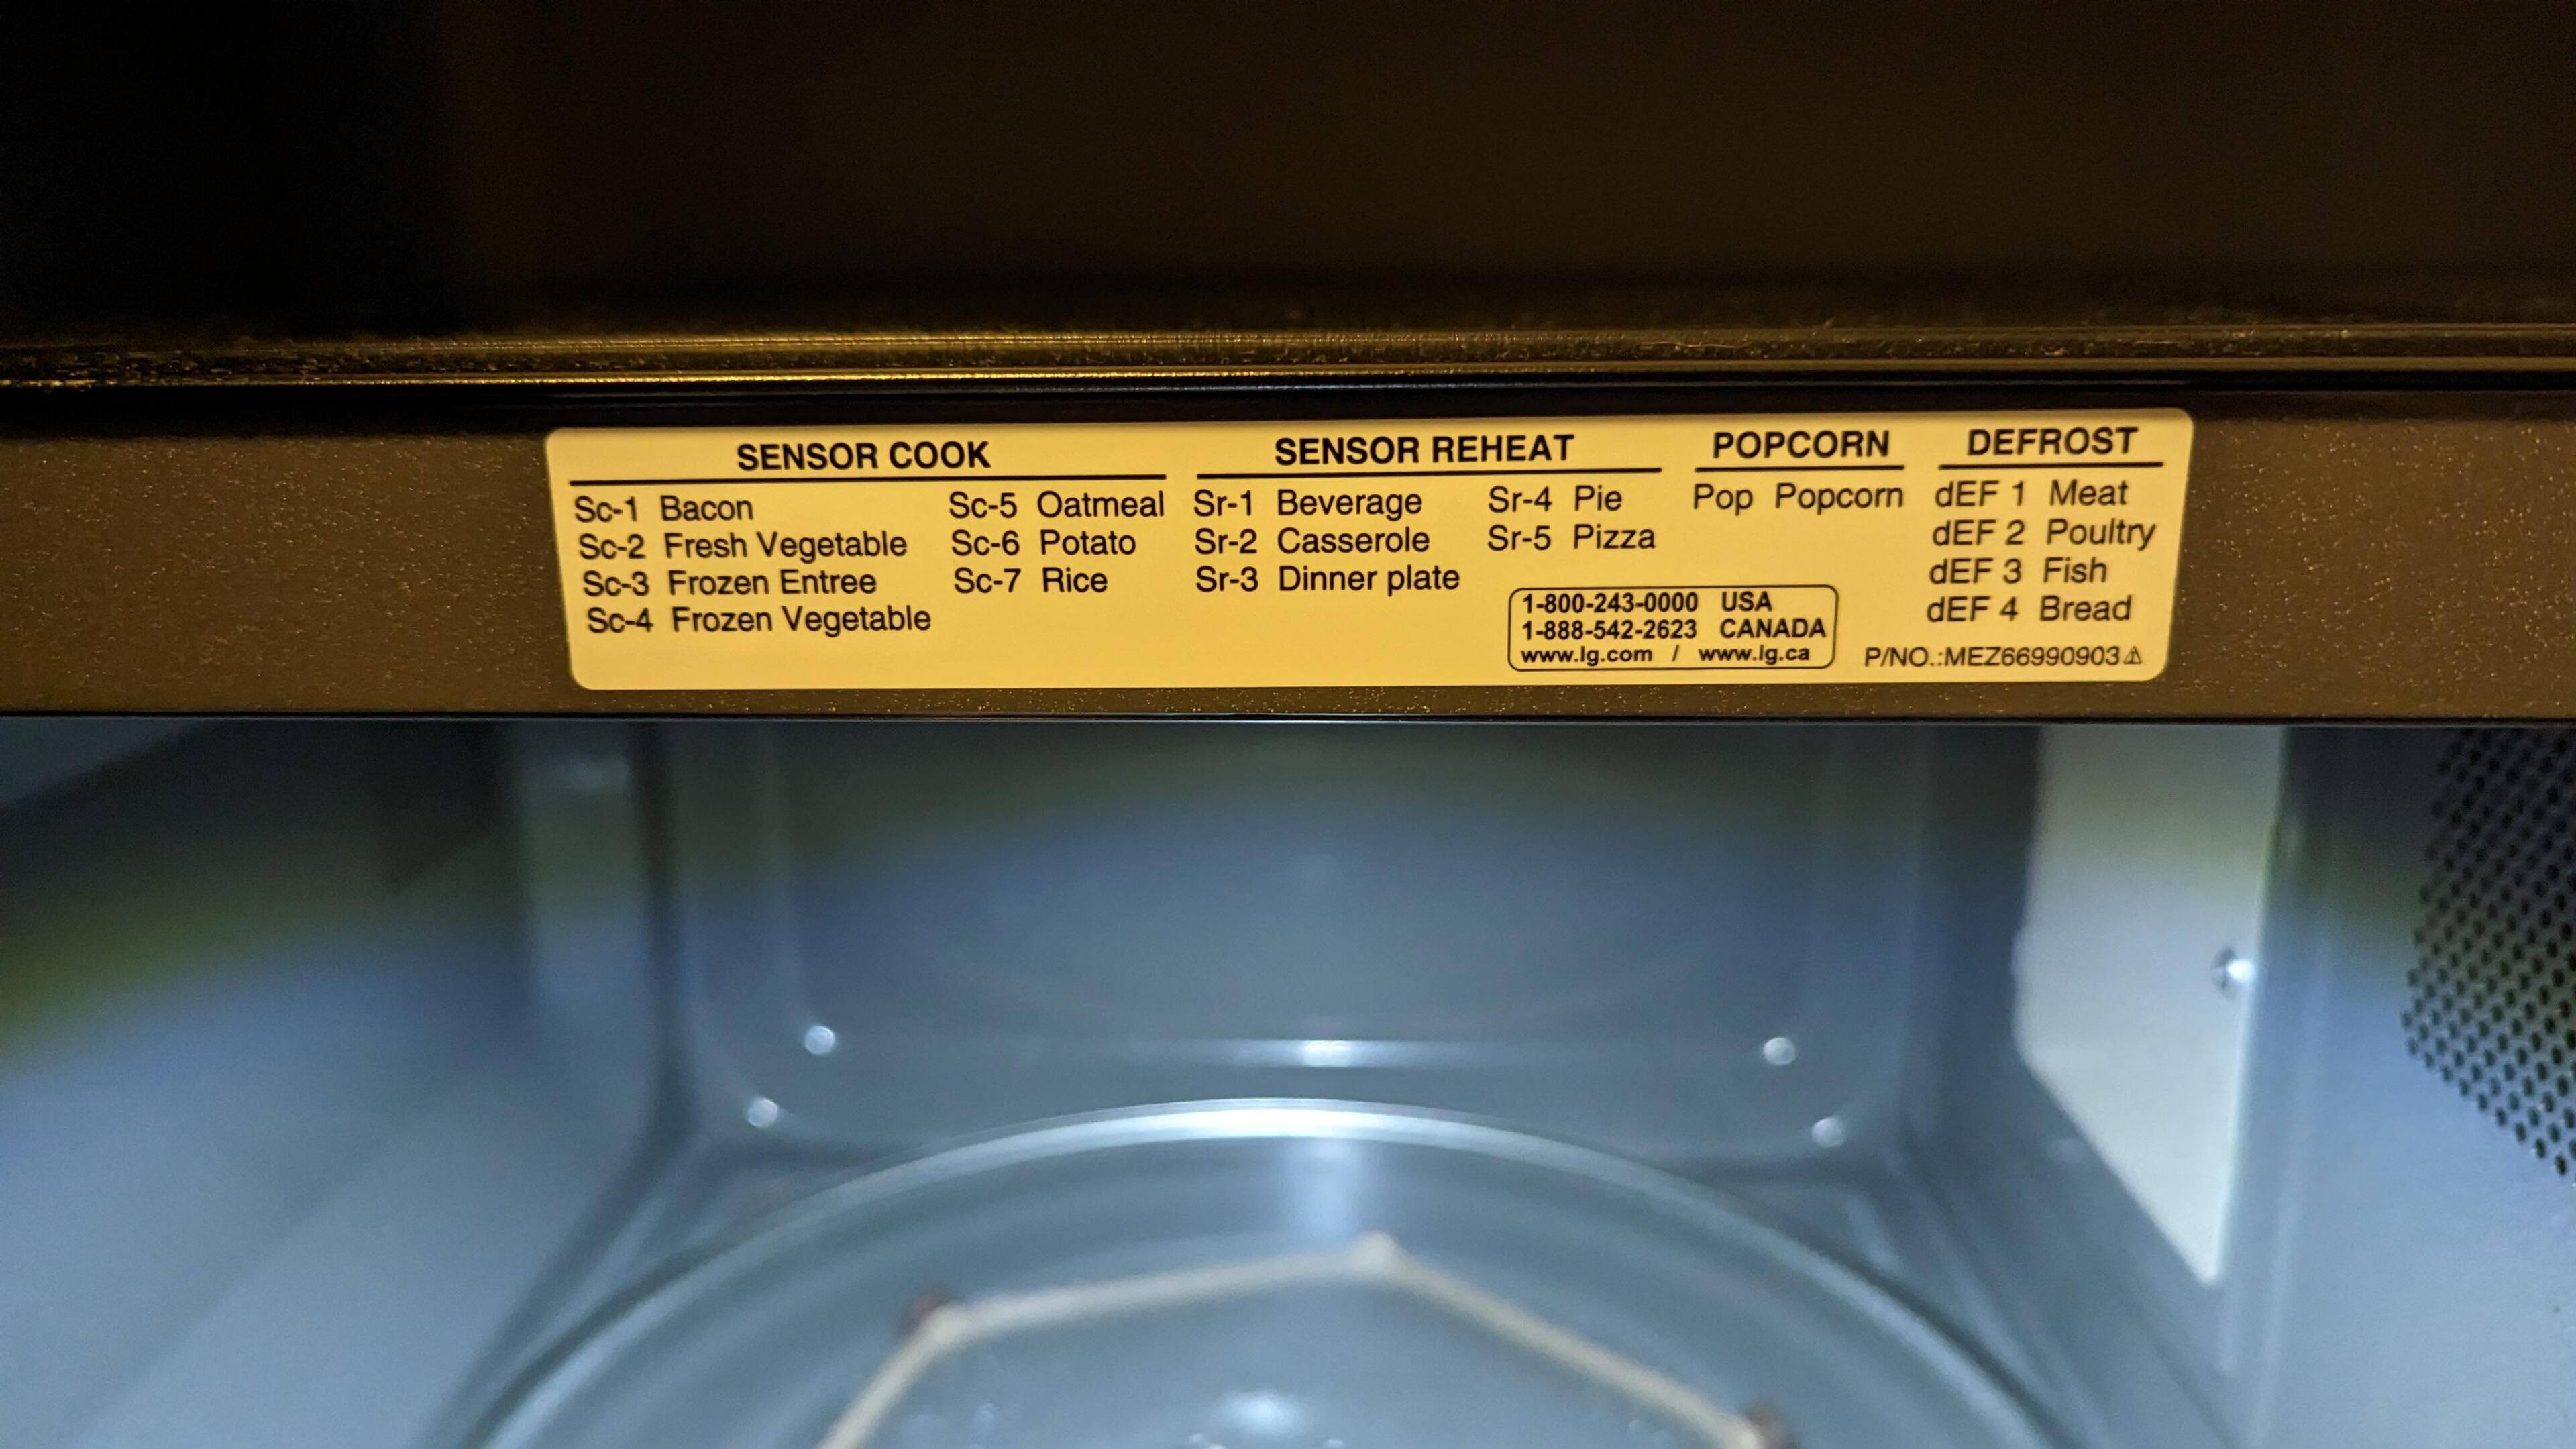 SENSOR COOK
Sc-1 Bacon
Sc-2 Fresh Vegetable
Sc-3 Frozen Entree
Sc-4 Frozen Vegetable
Sc-5 Oatmeal
Sc-6 Potato
Sc-7 Rice
SENSOR REHEAT
Sr-1 Beverage
Sr-2 Casserole
Sr-3 Dinner plate
Sr-4 Pie
Sr-5 Pizza
POPCORN
Pop Popcorn
DEFROST
dEF 1 Meat
dEF 2 Poultry
dEF 3 Fish
dEF 4 Bread
1-800-243-0000 USA
1-888-542-2623 CANADA
www.lg.com / www.lg.ca
P/NO.:MEZ66990903⚠